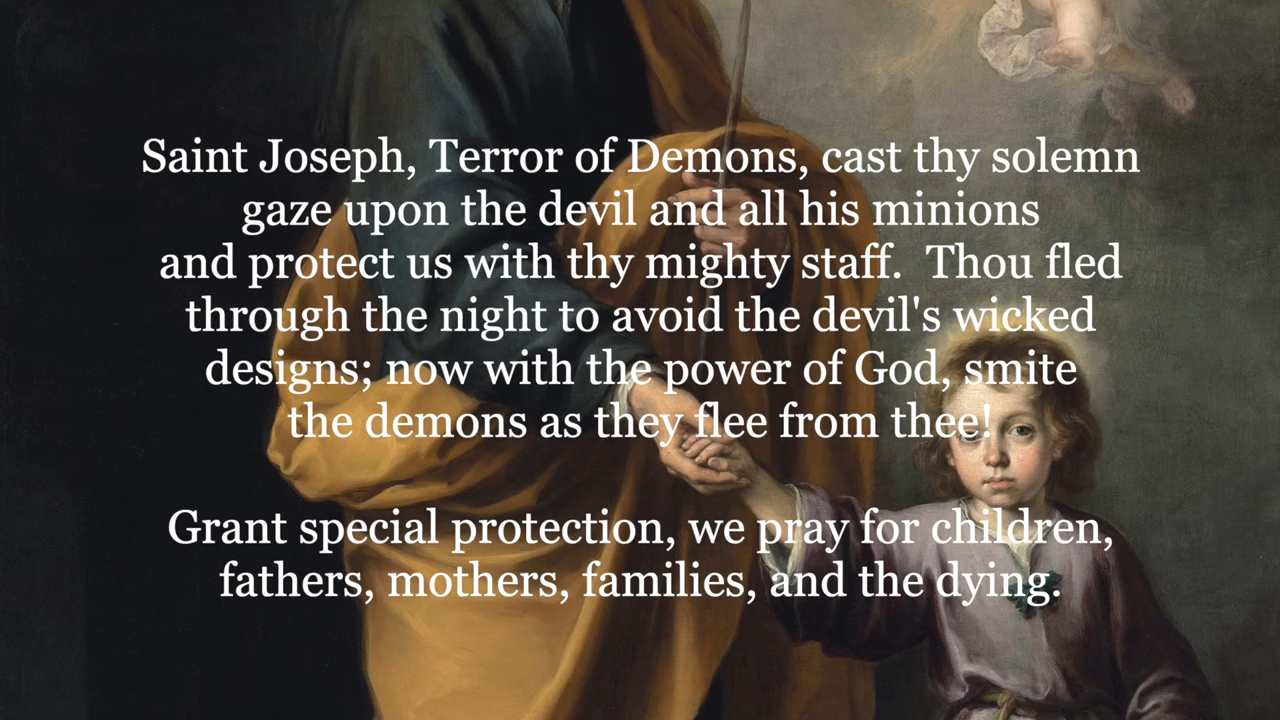 Saint Joseph, Terror of Demons, cast thy solemn
gaze upon the devil and all his minions
and protect us with thy mighty staff.  Thou fled
through the night to avoid the devil's wicked
designs; now with the power of God, smite
the demons as they flee from thee!
Grant special protection, we pray for children,
fathers, mothers, families, and the dying.